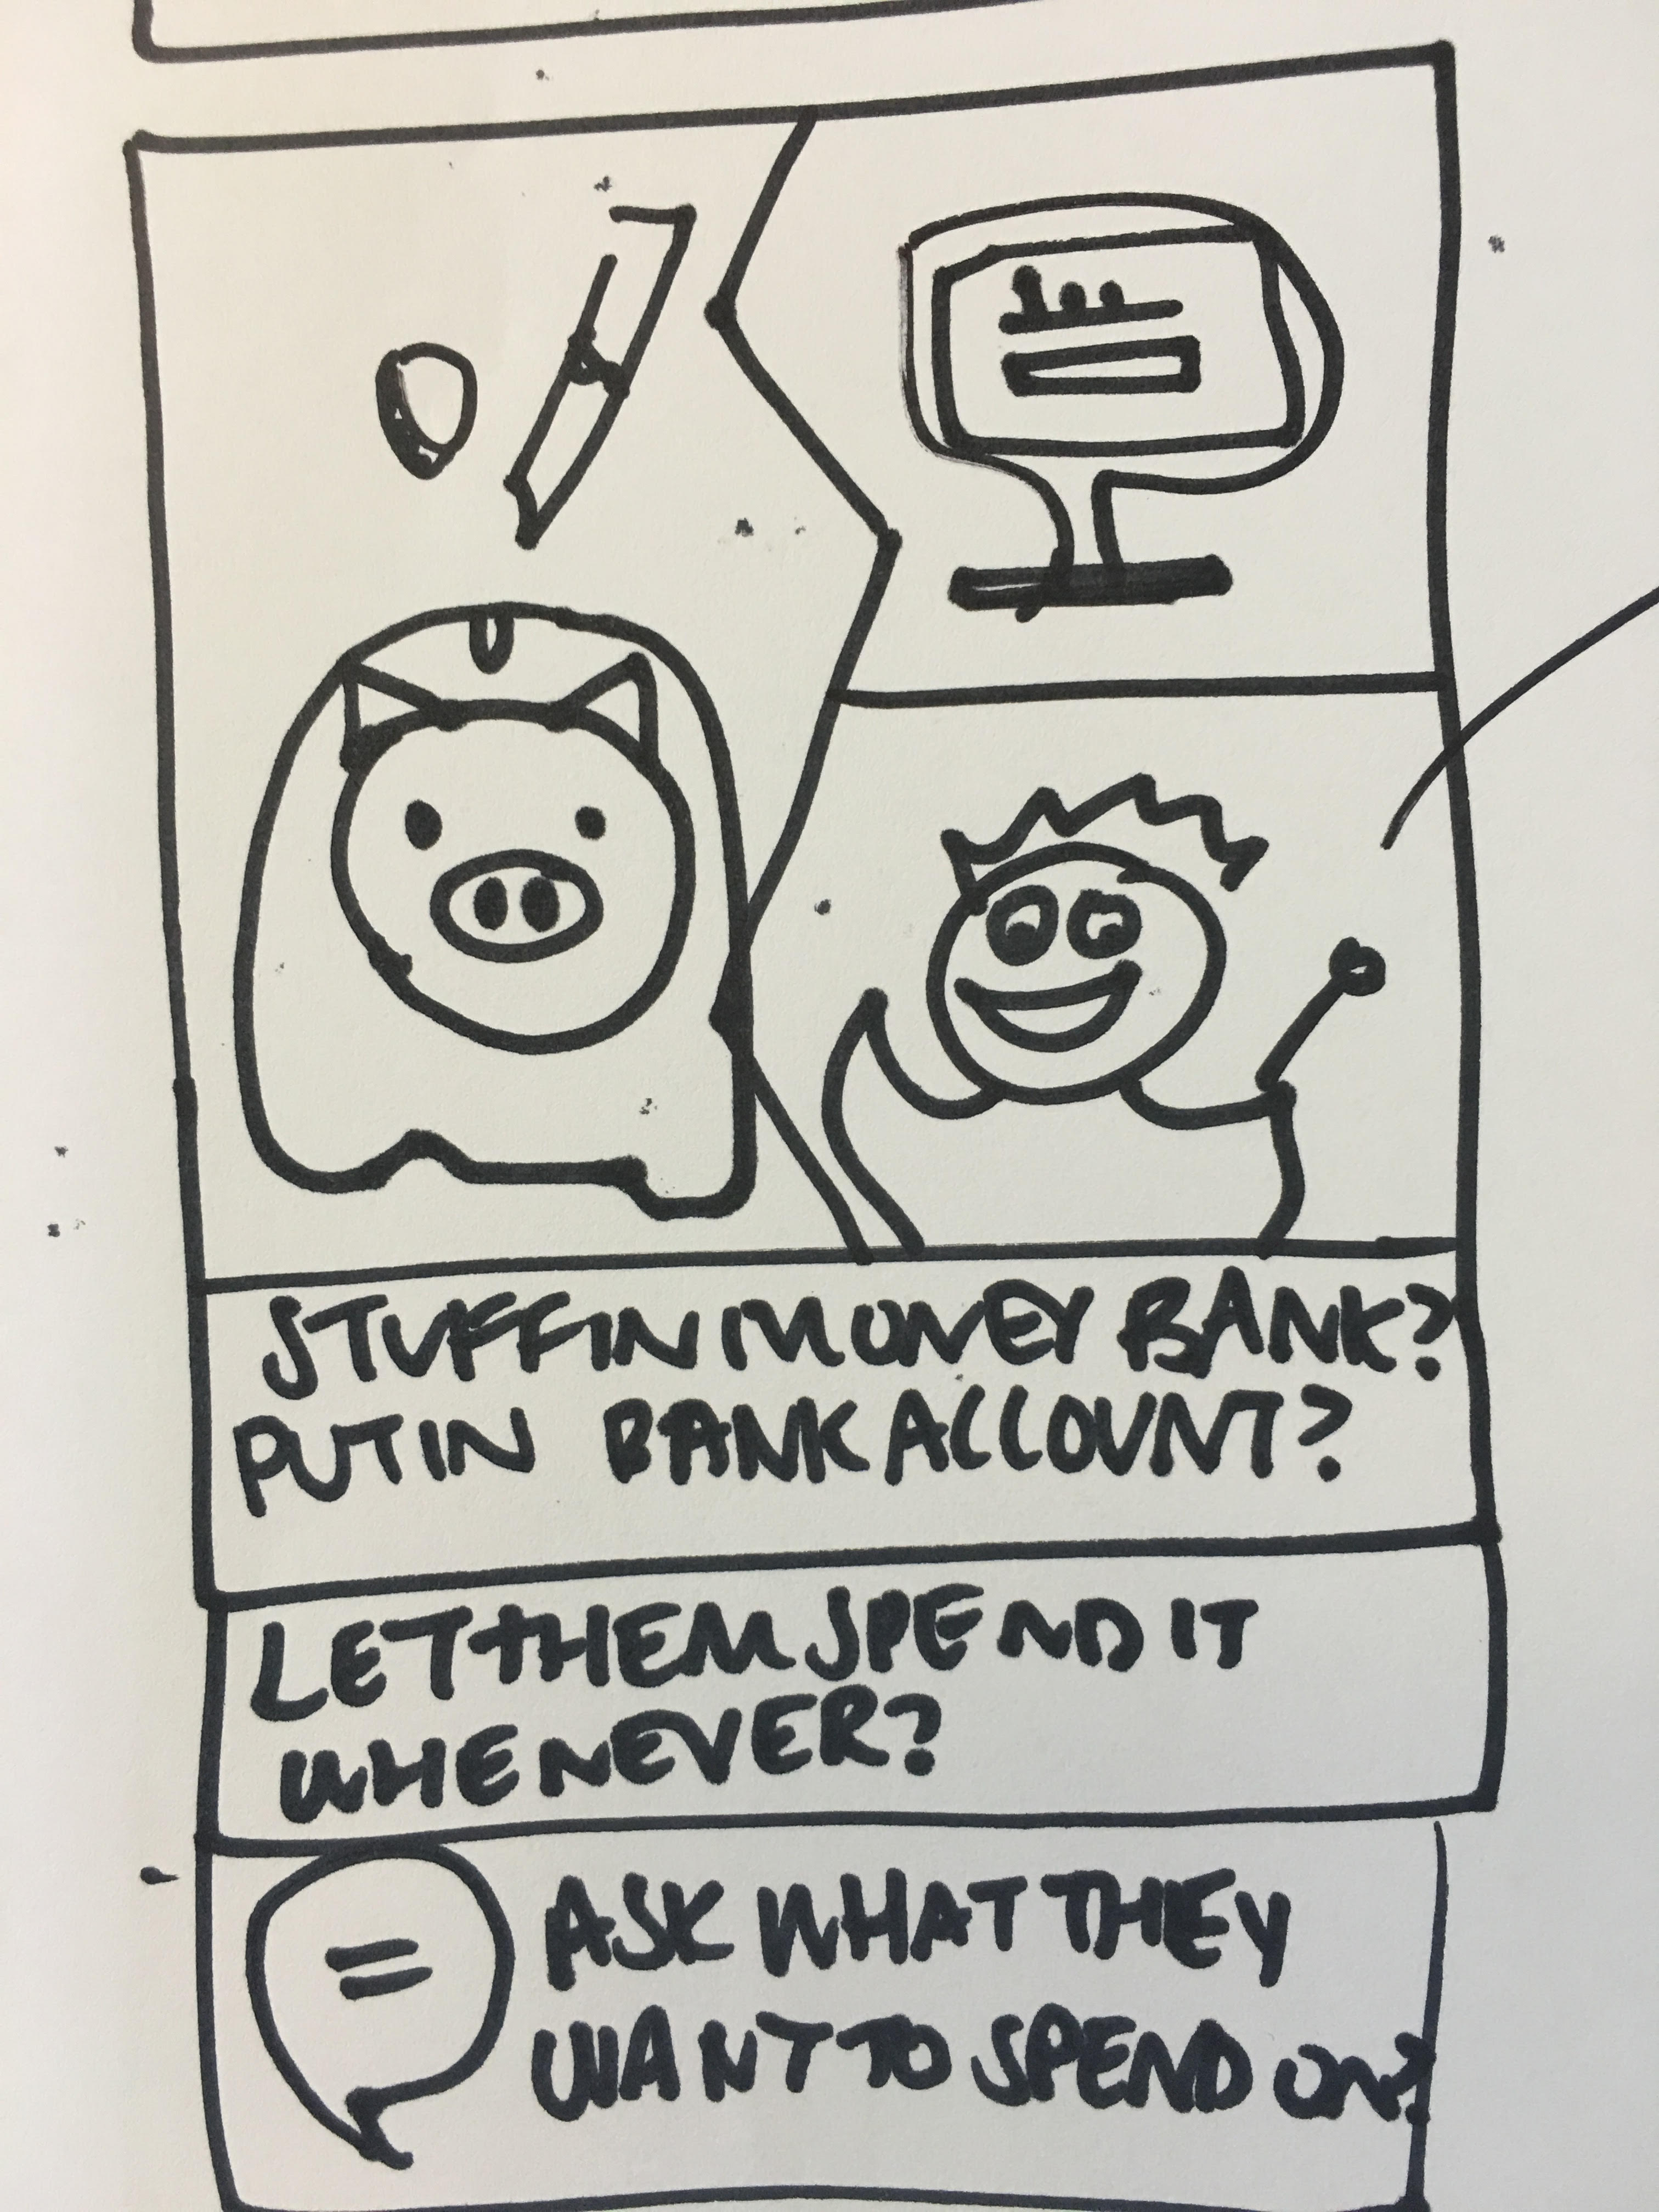 STUFF IN MONEY BANK?
PUT IN BANK ACCOUNT?
LET THEM SPEND IT
WHENEVER?
ASK WHAT THEY
WANT TO SPEND ON?